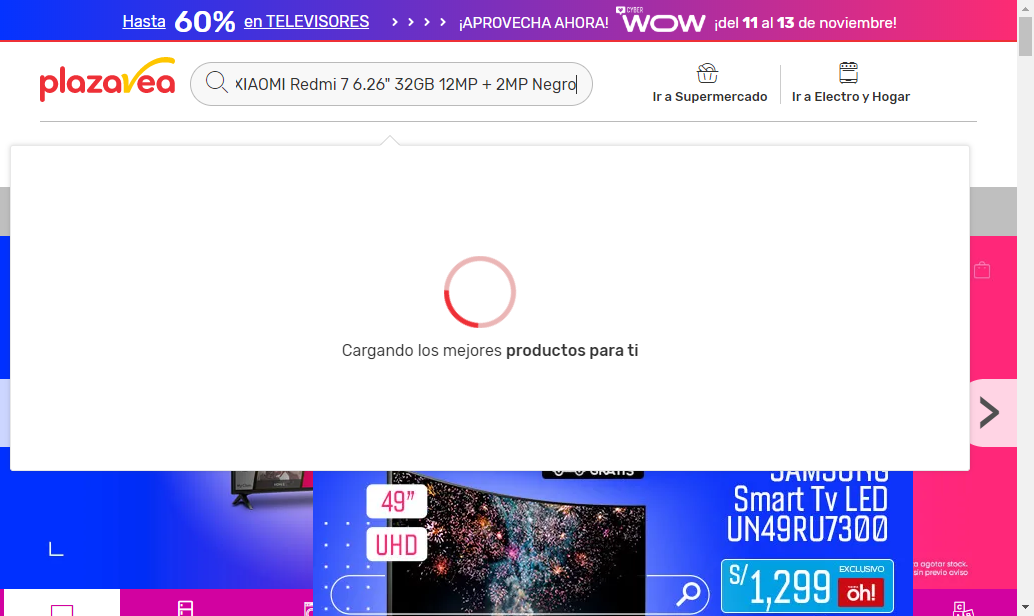 Hasta 60% en TELEVISORES > > > > ¡APROVECHA AHORA! CYBER WOW ¡del 11 al 13 de noviembre!
plazavea
XIAOMI Redmi 7 6.26" 32GB 12MP + 2MP Negro
Ir a Supermercado
Ir a Electro y Hogar
Cargando los mejores productos para ti
GRATIS
SAMSUNG
49"
Smart Tv LED
UHD
UN49RU7300
a agotar stock.
sin previo aviso
S/1,299
EXCLUSIVO
oh!